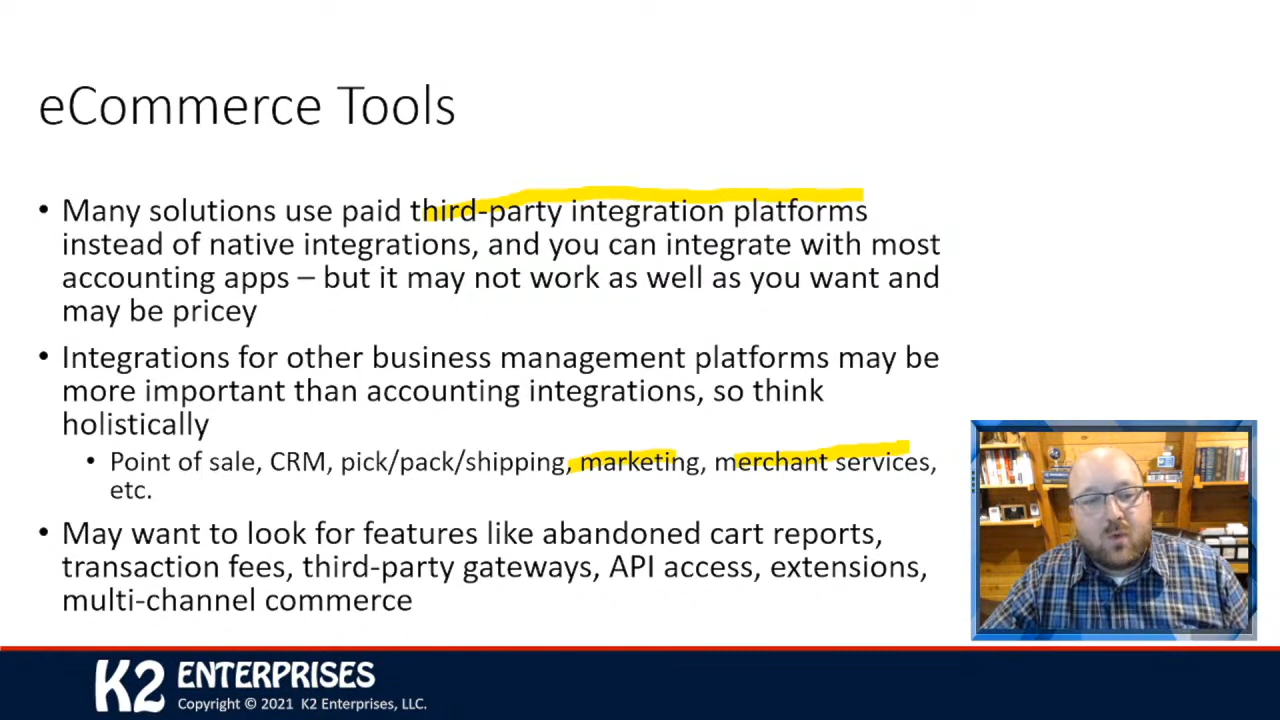 eCommerce Tools
• Many solutions use paid third-party integration platforms
instead of native integrations, and you can integrate with most
accounting apps – but it may not work as well as you want and
may be pricey
• Integrations for other business management platforms may be
more important than accounting integrations, so think
holistically
• Point of sale, CRM, pick/pack/shipping, marketing, merchant services,
etc.
• May want to look for features like abandoned cart reports,
transaction fees, third-party gateways, API access, extensions,
multi-channel commerce
K2 ENTERPRISES
Copyright © 2021 K2 Enterprises, LLC.